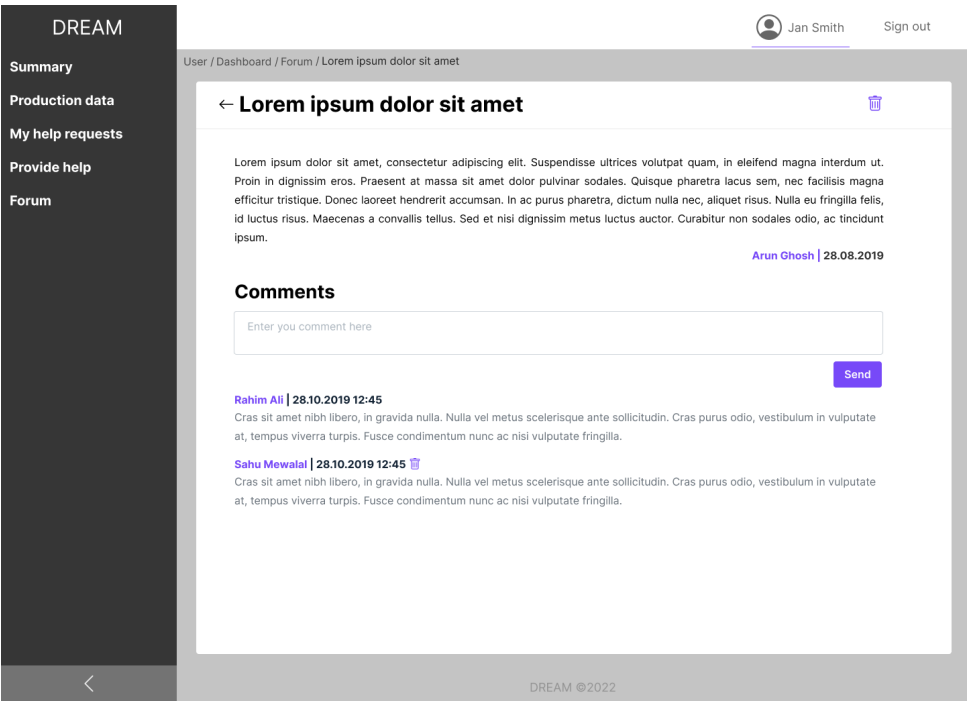 DREAM
Jan Smith
Sign out
Summary
Production data
My help requests
Provide help
Forum
User / Dashboard / Forum / Lorem ipsum dolor sit amet
Lorem ipsum dolor sit amet
Lorem ipsum dolor sit amet, consectetur adipiscing elit. Suspendisse ultrices volutpat quam, in eleifend magna interdum ut.
Proin in dignissim eros. Praesent at massa sit amet dolor pulvinar sodales. Quisque pharetra lacus sem, nec facilisis magna
efficitur tristique. Donec laoreet hendrerit accumsan. In ac purus pharetra, dictum nulla nec, aliquet risus. Nulla eu fringilla felis,
id luctus risus. Maecenas a convallis tellus. Sed et nisi dignissim metus luctus auctor. Curabitur non sodales odio, ac tincidunt
ipsum.
Arun Ghosh | 28.08.2019
Comments
Enter you comment here
Send
Rahim Ali | 28.10.2019 12:45
Cras sit amet nibh libero, in gravida nulla. Nulla vel metus scelerisque ante sollicitudin. Cras purus odio, vestibulum in vulputate
at, tempus viverra turpis. Fusce condimentum nunc ac nisi vulputate fringilla.
Sahu Mewalal | 28.10.2019 12:45
Cras sit amet nibh libero, in gravida nulla. Nulla vel metus scelerisque ante sollicitudin. Cras purus odio, vestibulum in vulputate
at, tempus viverra turpis. Fusce condimentum nunc ac nisi vulputate fringilla.
DREAM ©2022